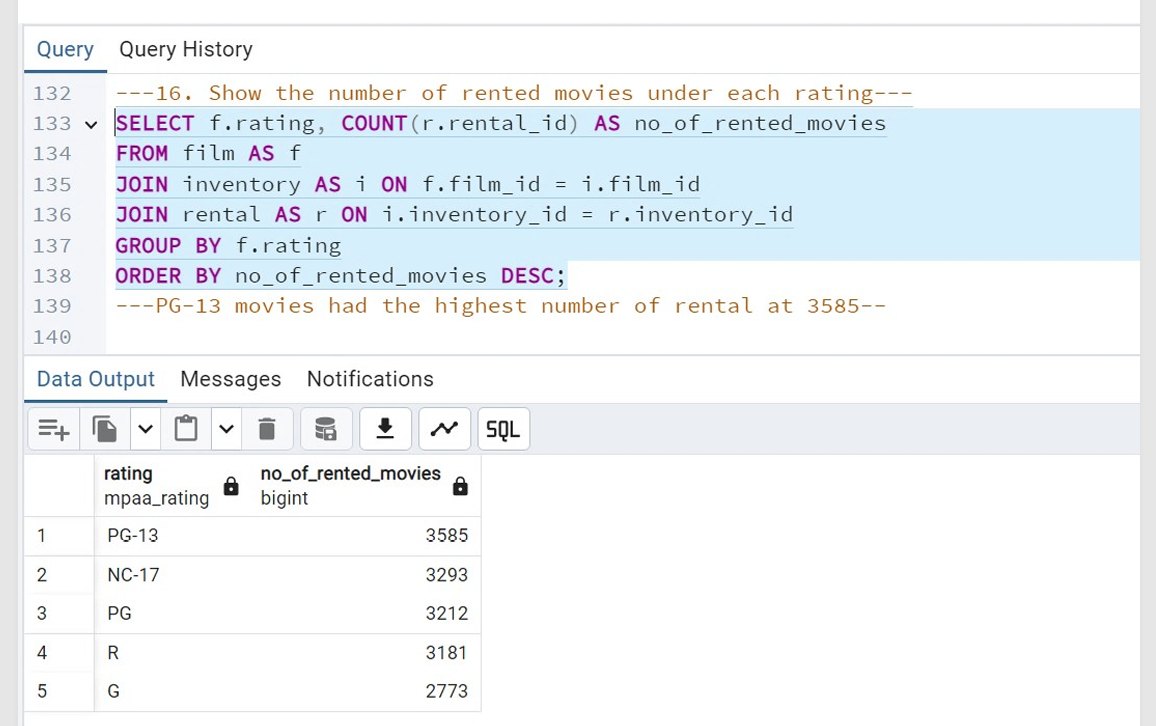 Query Query History
132 ---16. Show the number of rented movies under each rating---
133 SELECT f.rating, COUNT(r.rental_id) AS no_of_rented_movies
134 FROM film AS f
135 JOIN inventory AS i ON f.film_id = i.film_id
136 JOIN rental AS r ON i.inventory_id = r.inventory_id
137 GROUP BY f.rating
138 ORDER BY no_of_rented_movies DESC;
139 ---PG-13 movies had the highest number of rental at 3585--
140
Data Output Messages Notifications
SQL
rating no_of_rented_movies
mpaa_rating bigint
1 PG-13 3585
2 NC-17 3293
3 PG 3212
4 R 3181
5 G 2773